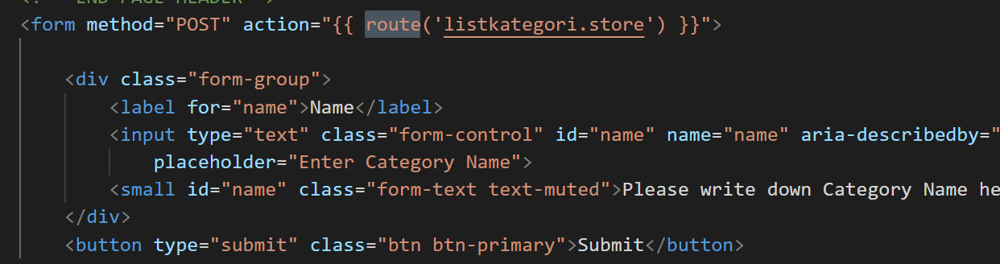 <form method="POST" action="{{ route('listkategori.store') }}">
<div class="form-group">
<label for="name">Name</label>
<input type="text" class="form-control" id="name" name="name" aria-describedby="
placeholder="Enter Category Name">
<small id="name" class="form-text text-muted">Please write down Category Name he
</div>
<button type="submit" class="btn btn-primary">Submit</button>